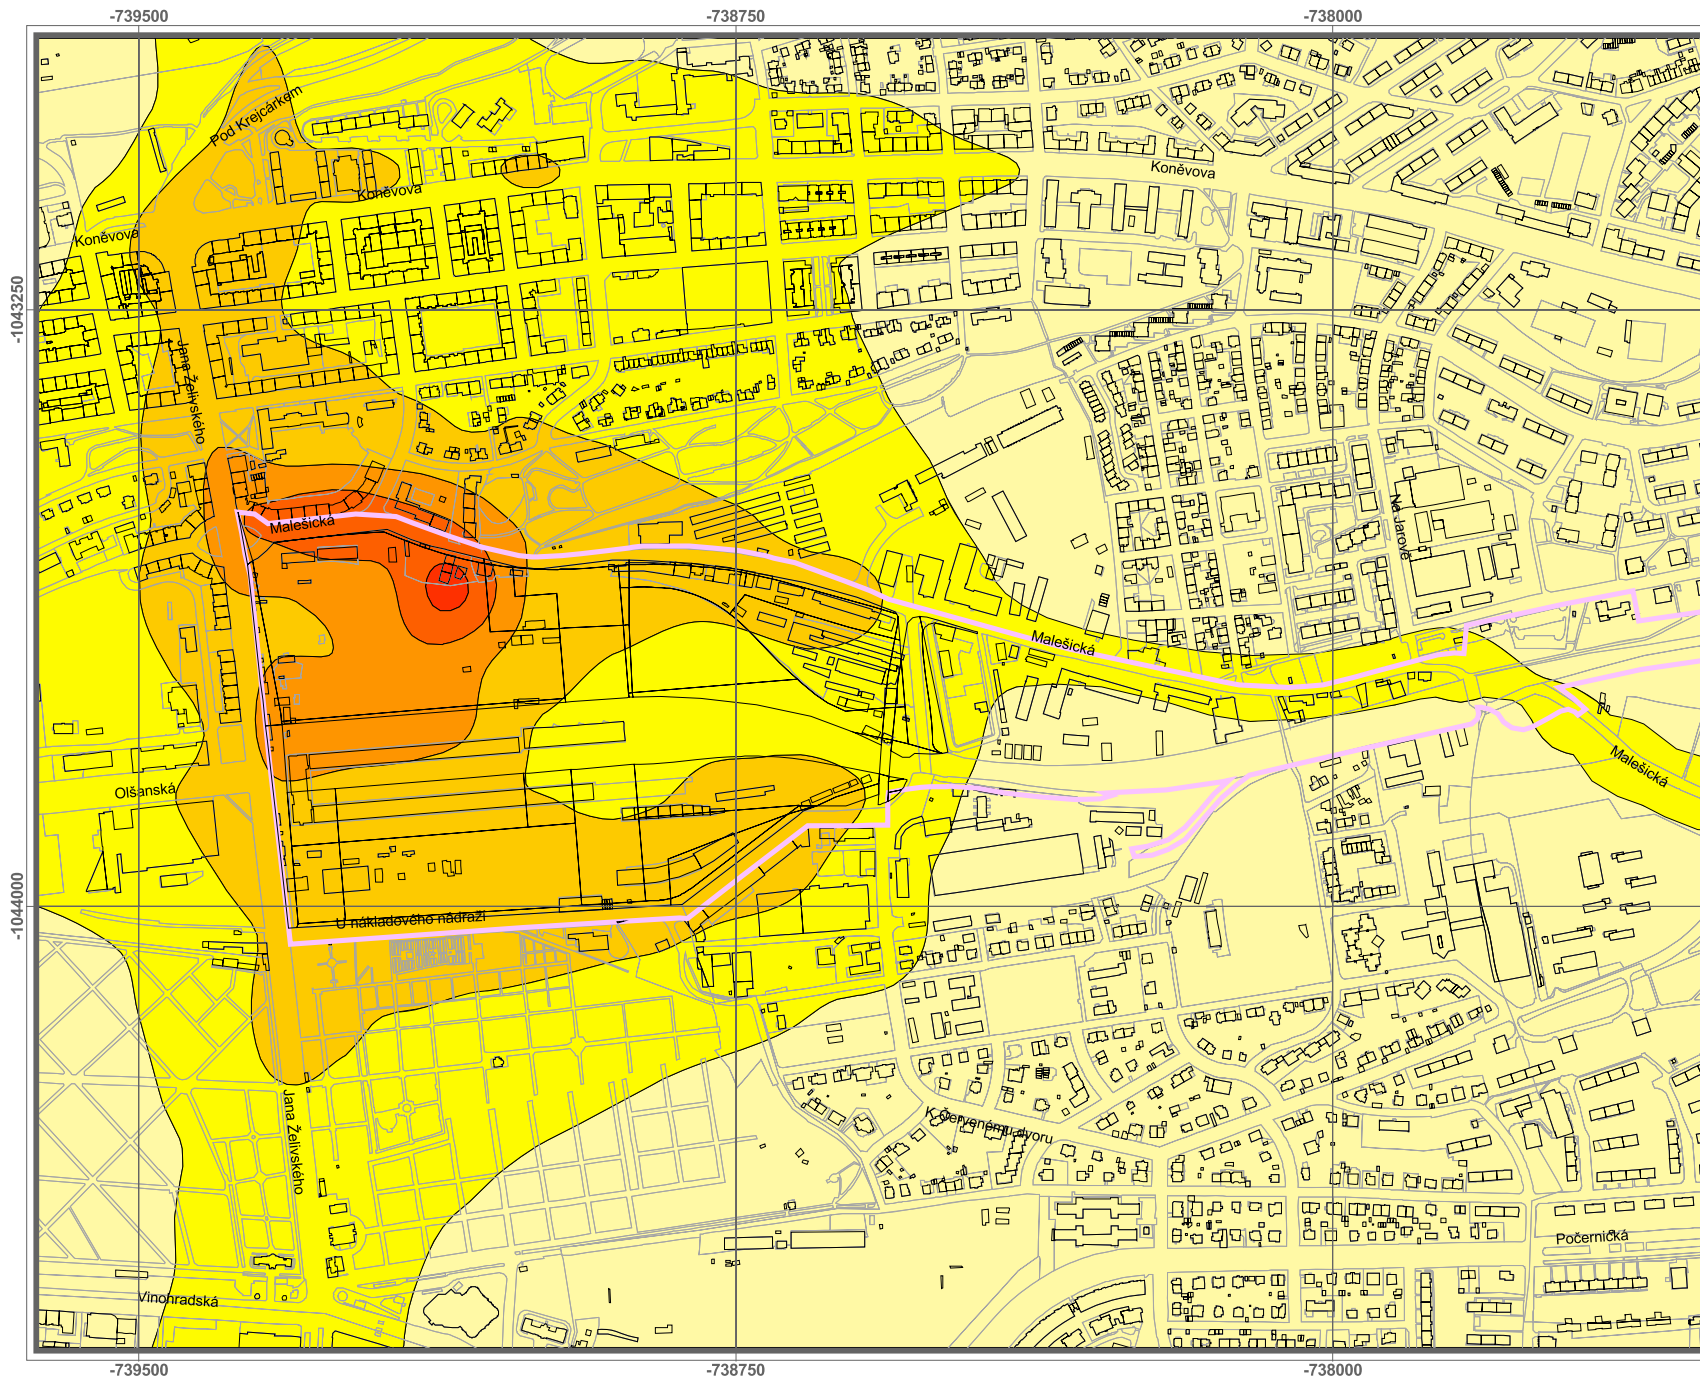 -739500
-738750
-738000
Pod Krejcárkem
Koněvova
Koněvova
Koněvova
-1043250
Jana Želivského
Malešická
Na Jarově
Malešická
Malešická
Olšanská
-1044000
U nákladového nádraží
Jana Želivského
K Červenému dvoru
Počernická
Vinohradská
-739500
-738750
-738000